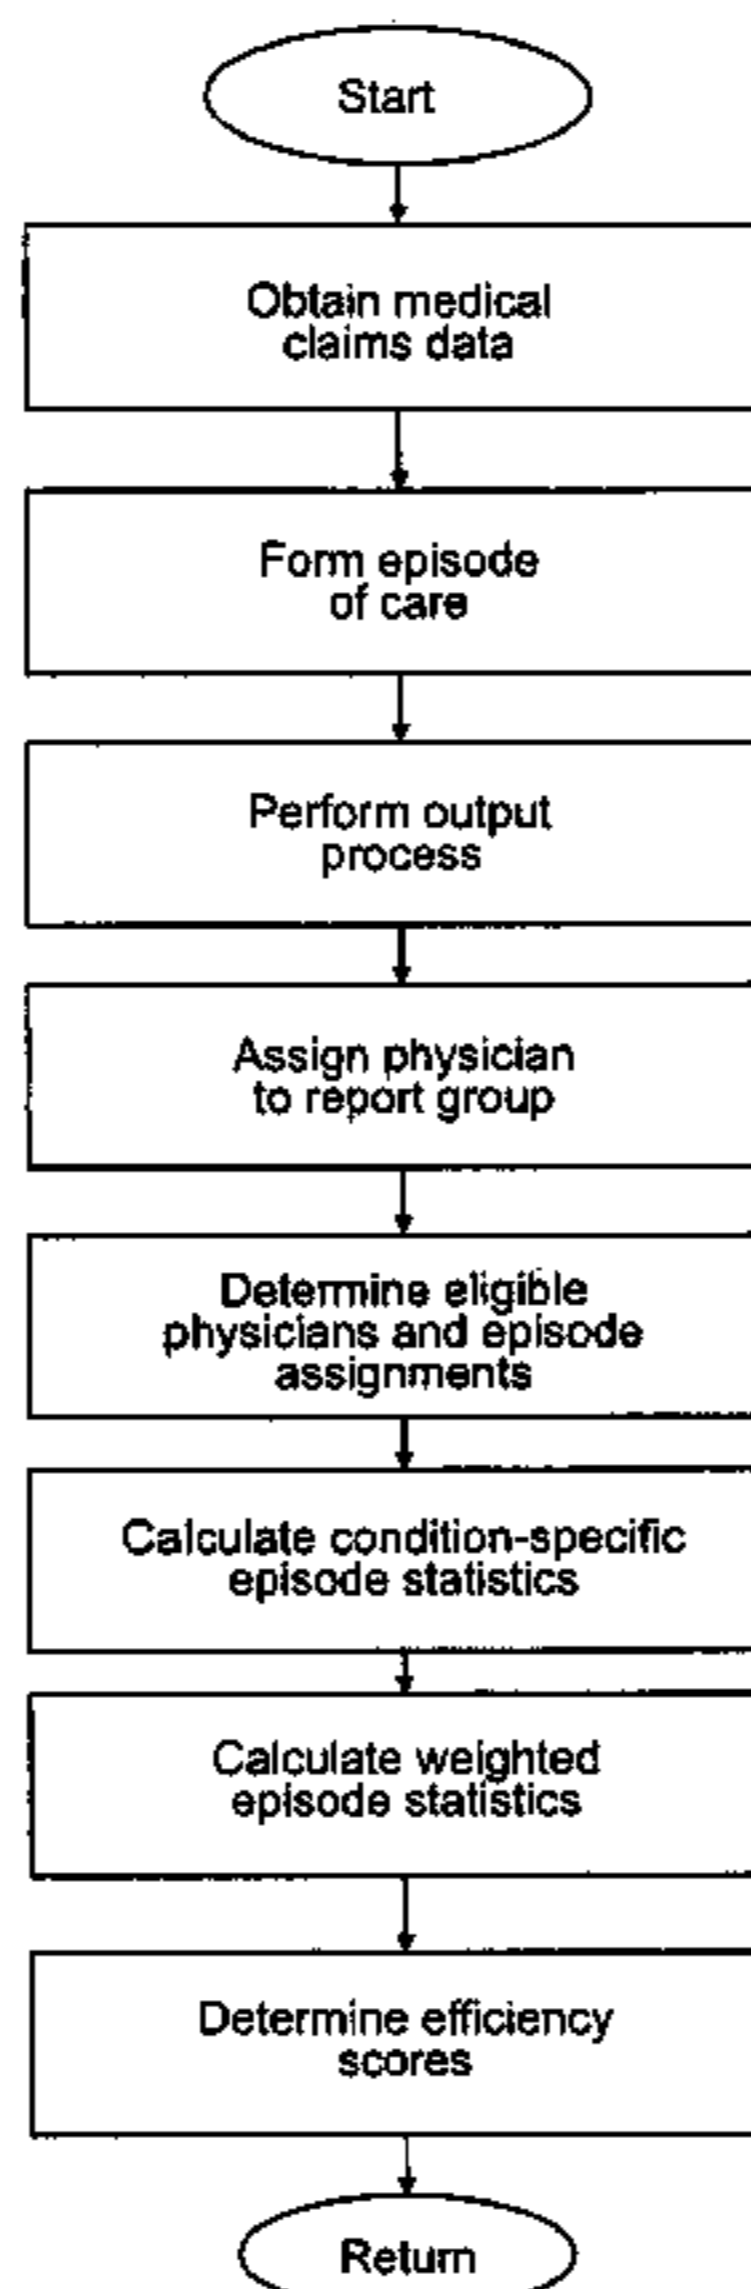 Start
Obtain medical
claims data
Form episode
of care
Perform output
process
Assign physician
to report group
Determine eligible
physicians and episode
assignments
Calculate condition-specific
episode statistics
Calculate weighted
episode statistics
Determine efficiency
scores
Return